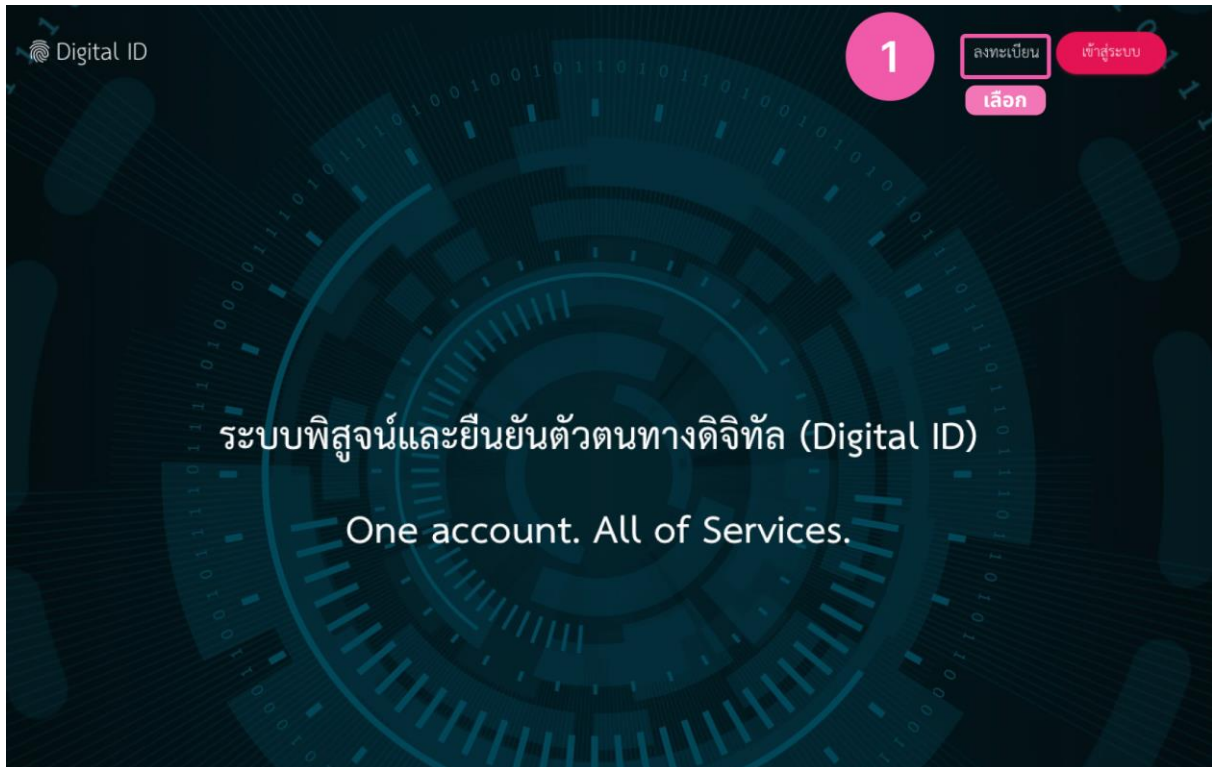 Digital ID
1
ลงทะเบียน
เข้าสู่ระบบ
เลือก
ระบบพิสูจน์และยืนยันตัวตนทางดิจิทัล (Digital ID)
One account. All of Services.